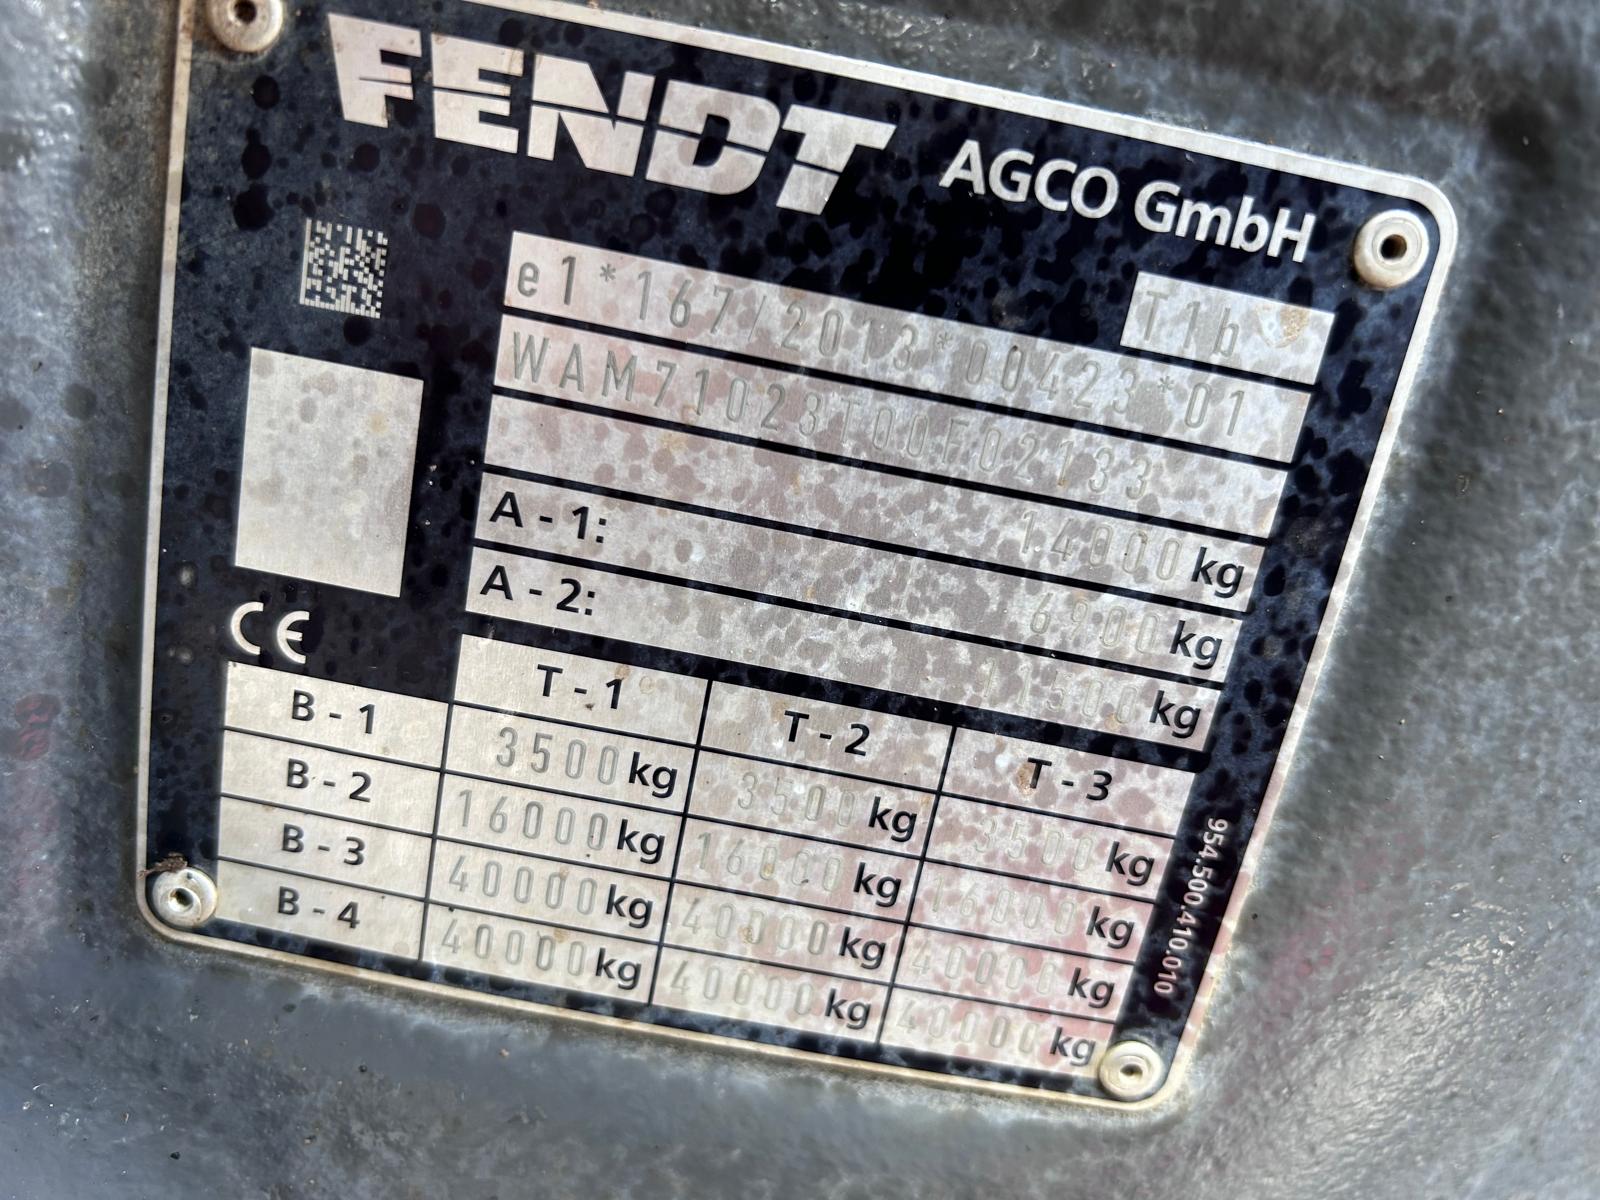 FENDT AGCO GmbH
T1b
e1*167/2013*00423*01
WAM71028T00F02133
14000 kg
A - 1: 6900 kg
A - 2: 11500 kg
CE
T - 1 T - 2 T - 3
B - 1 3500 kg 3500 kg 3500 kg
B - 2 16000 kg 16000 kg 16000 kg
B - 3 40000 kg 40000 kg 40000 kg
B - 4 40000 kg 40000 kg 40000 kg
954.500.410.010